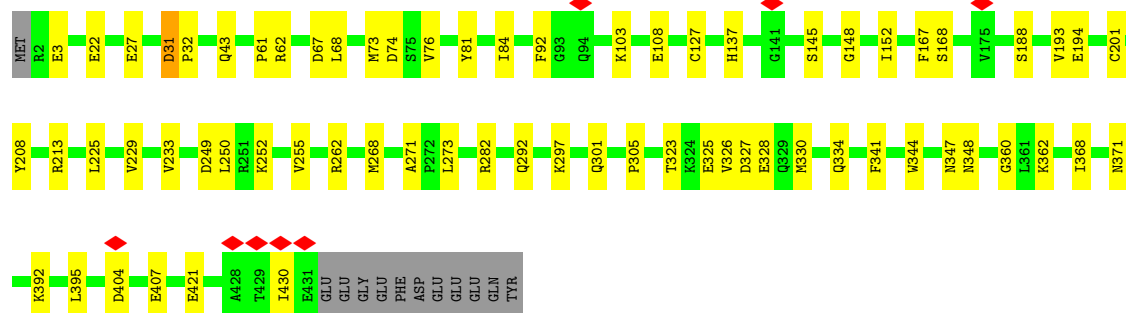 MET R2 E3 E22 E27 D31 P32 Q43 P61 R62 D67 L68 M73 D74 S75 V76 Y81 I84 F92 G93 Q94 K103 E108 C127 H137 G141 S145 G148 I152 F167 S168 V175 S188 V193 E194 C201
Y208 R213 L225 V229 V233 D249 L250 R251 K252 V255 R262 M268 A271 P272 L273 R282 Q292 K297 Q301 P305 T323 K324 E325 V326 D327 E328 Q329 M330 Q334 F341 W344 N347 N348 G360 L361 K362 I368 N371
K392 L395 D404 E407 E421 A428 T429 I430 E431 GLU GLU GLY GLU PHE ASP GLU GLU GLU GLN TYR